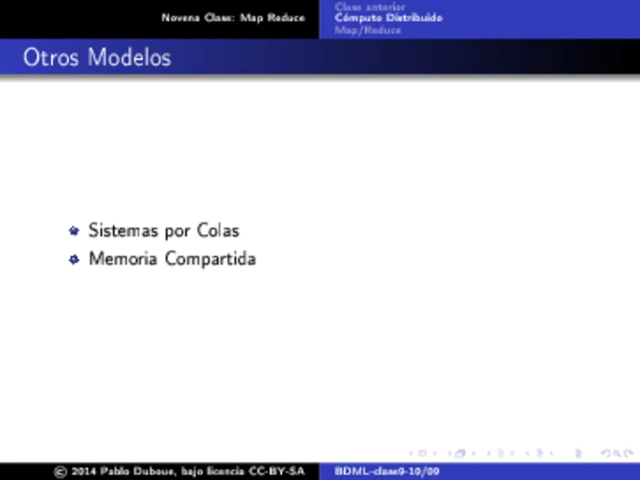 Novena Clase: Map Reduce
Clase anterior
Cómputo Distribuido
Map/Reduce
Otros Modelos
Sistemas por Colas
Memoria Compartida
© 2014 Pablo Duboue, bajo licencia CC-BY-SA
BDML-clase9-10/09